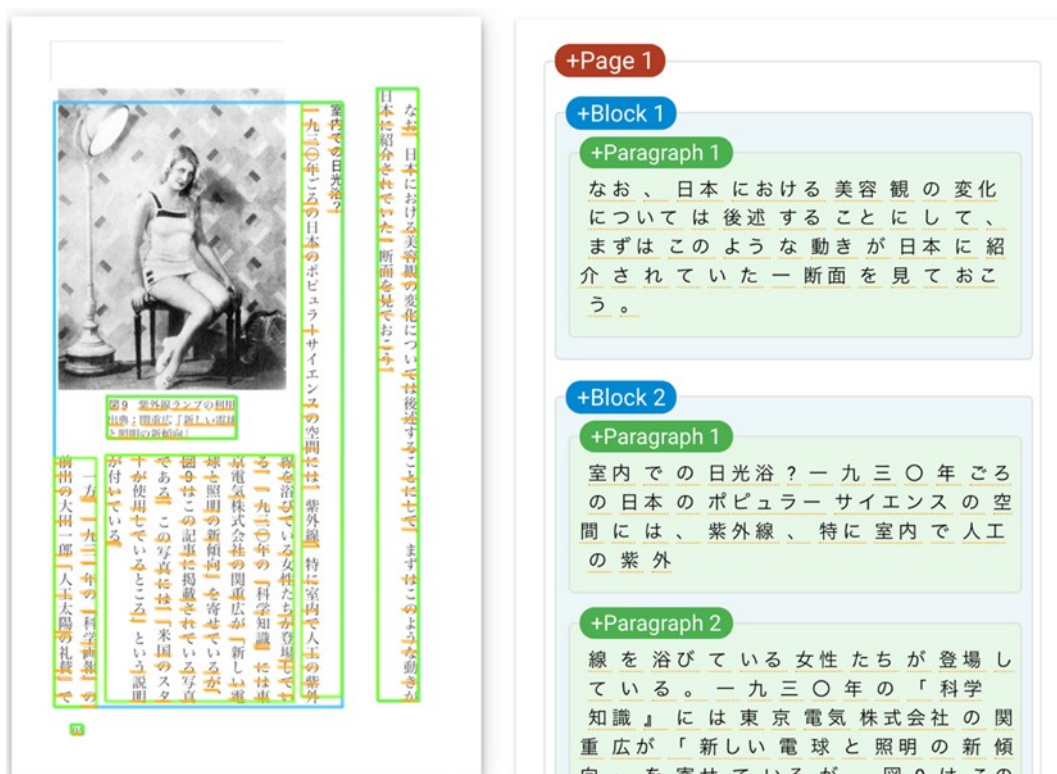 なお、日本における美容観の変化については後述することにして、まずはこのような動きが
日本に紹介されていた一断面を見ておこう。
室内での日光浴?
一九三〇年ごろの日本のポピュラーサイエンスの空間には、紫外線、特に室内で人工の紫外
線を浴びている女性たちが登場してい
る。一九三〇年の『科学知識』には東
京電気株式会社の関重広が「新しい電
球と照明の新傾向」を寄せているが、
図9はこの記事に掲載されている写真
である。この写真には、「米国のスタ
ーが使用しているところ」という説明
が付いている。
一方、一九三一年の『科学画報』の
前出の大田一郎「人工太陽の礼賛」で
図9 紫外線ランプの利用
出典:関重広「新しい電球
と照明の新傾向」
+Page 1
+Block 1
+Paragraph 1
なお 、 日本 における 美容 観 の 変化
について は 後述 する こと に して 、
まずは この よう な 動き が 日本 に 紹
介 さ れ て い た 一 断面 を 見 て おこ
う 。
+Block 2
+Paragraph 1
室内 で の 日光浴 ? 一 九 三 〇 年 ごろ
の 日本 の ポピュラー サイエンス の 空
間 に は 、 紫外線 、 特に 室内 で 人工
の 紫 外
+Paragraph 2
線 を 浴び て いる 女性 たち が 登場 し
て いる 。 一 九 三 〇 年 の 「 科学
知識 』 に は 東京 電気 株式会社 の 関
重 広が 「 新しい 電 球 と 照明 の 新 傾